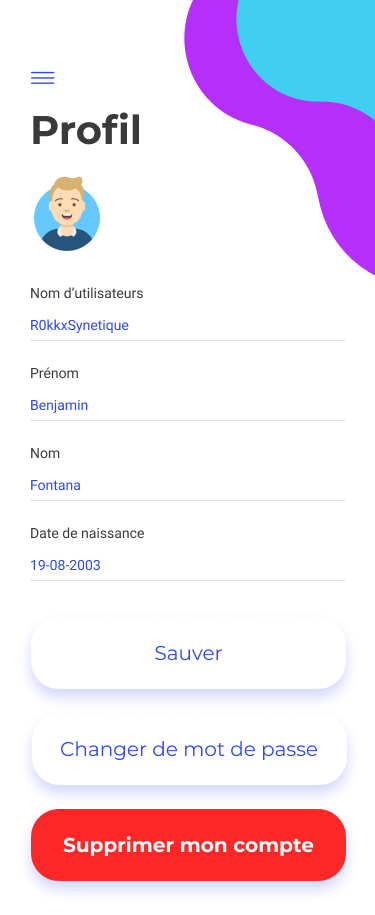 Profil
Nom d’utilisateurs
R0kkxSynetique
Prénom
Benjamin
Nom
Fontana
Date de naissance
19-08-2003
Sauver
Changer de mot de passe
Supprimer mon compte